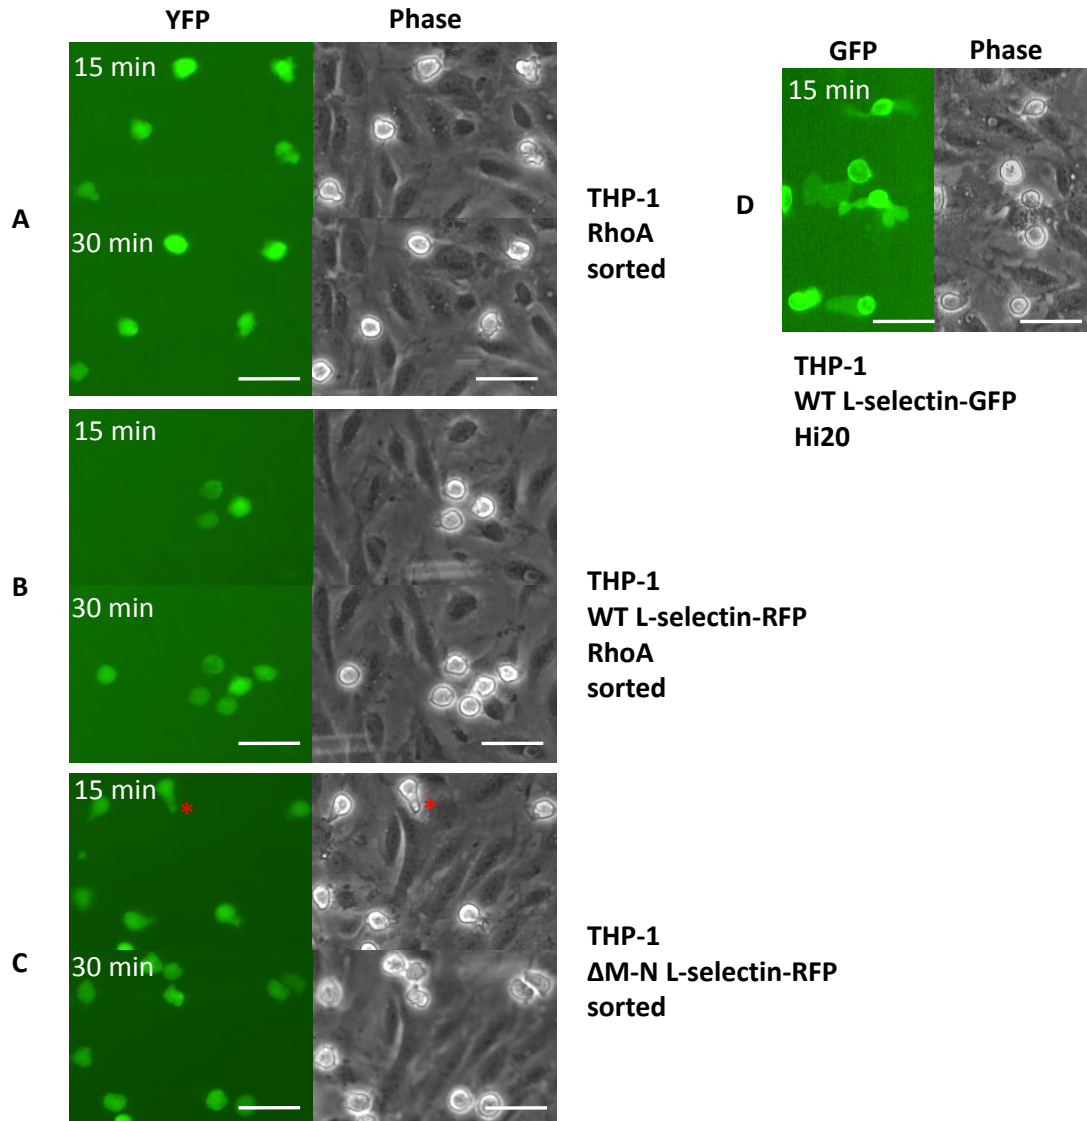 YFP
Phase
A
15 min
30 min
THP-1
RhoA
sorted
B
15 min
30 min
THP-1
WT L-selectin-RFP
RhoA
sorted
C
15 min
*
*
30 min
THP-1
ΔM-N L-selectin-RFP
sorted
GFP
Phase
D
15 min
THP-1
WT L-selectin-GFP
Hi20